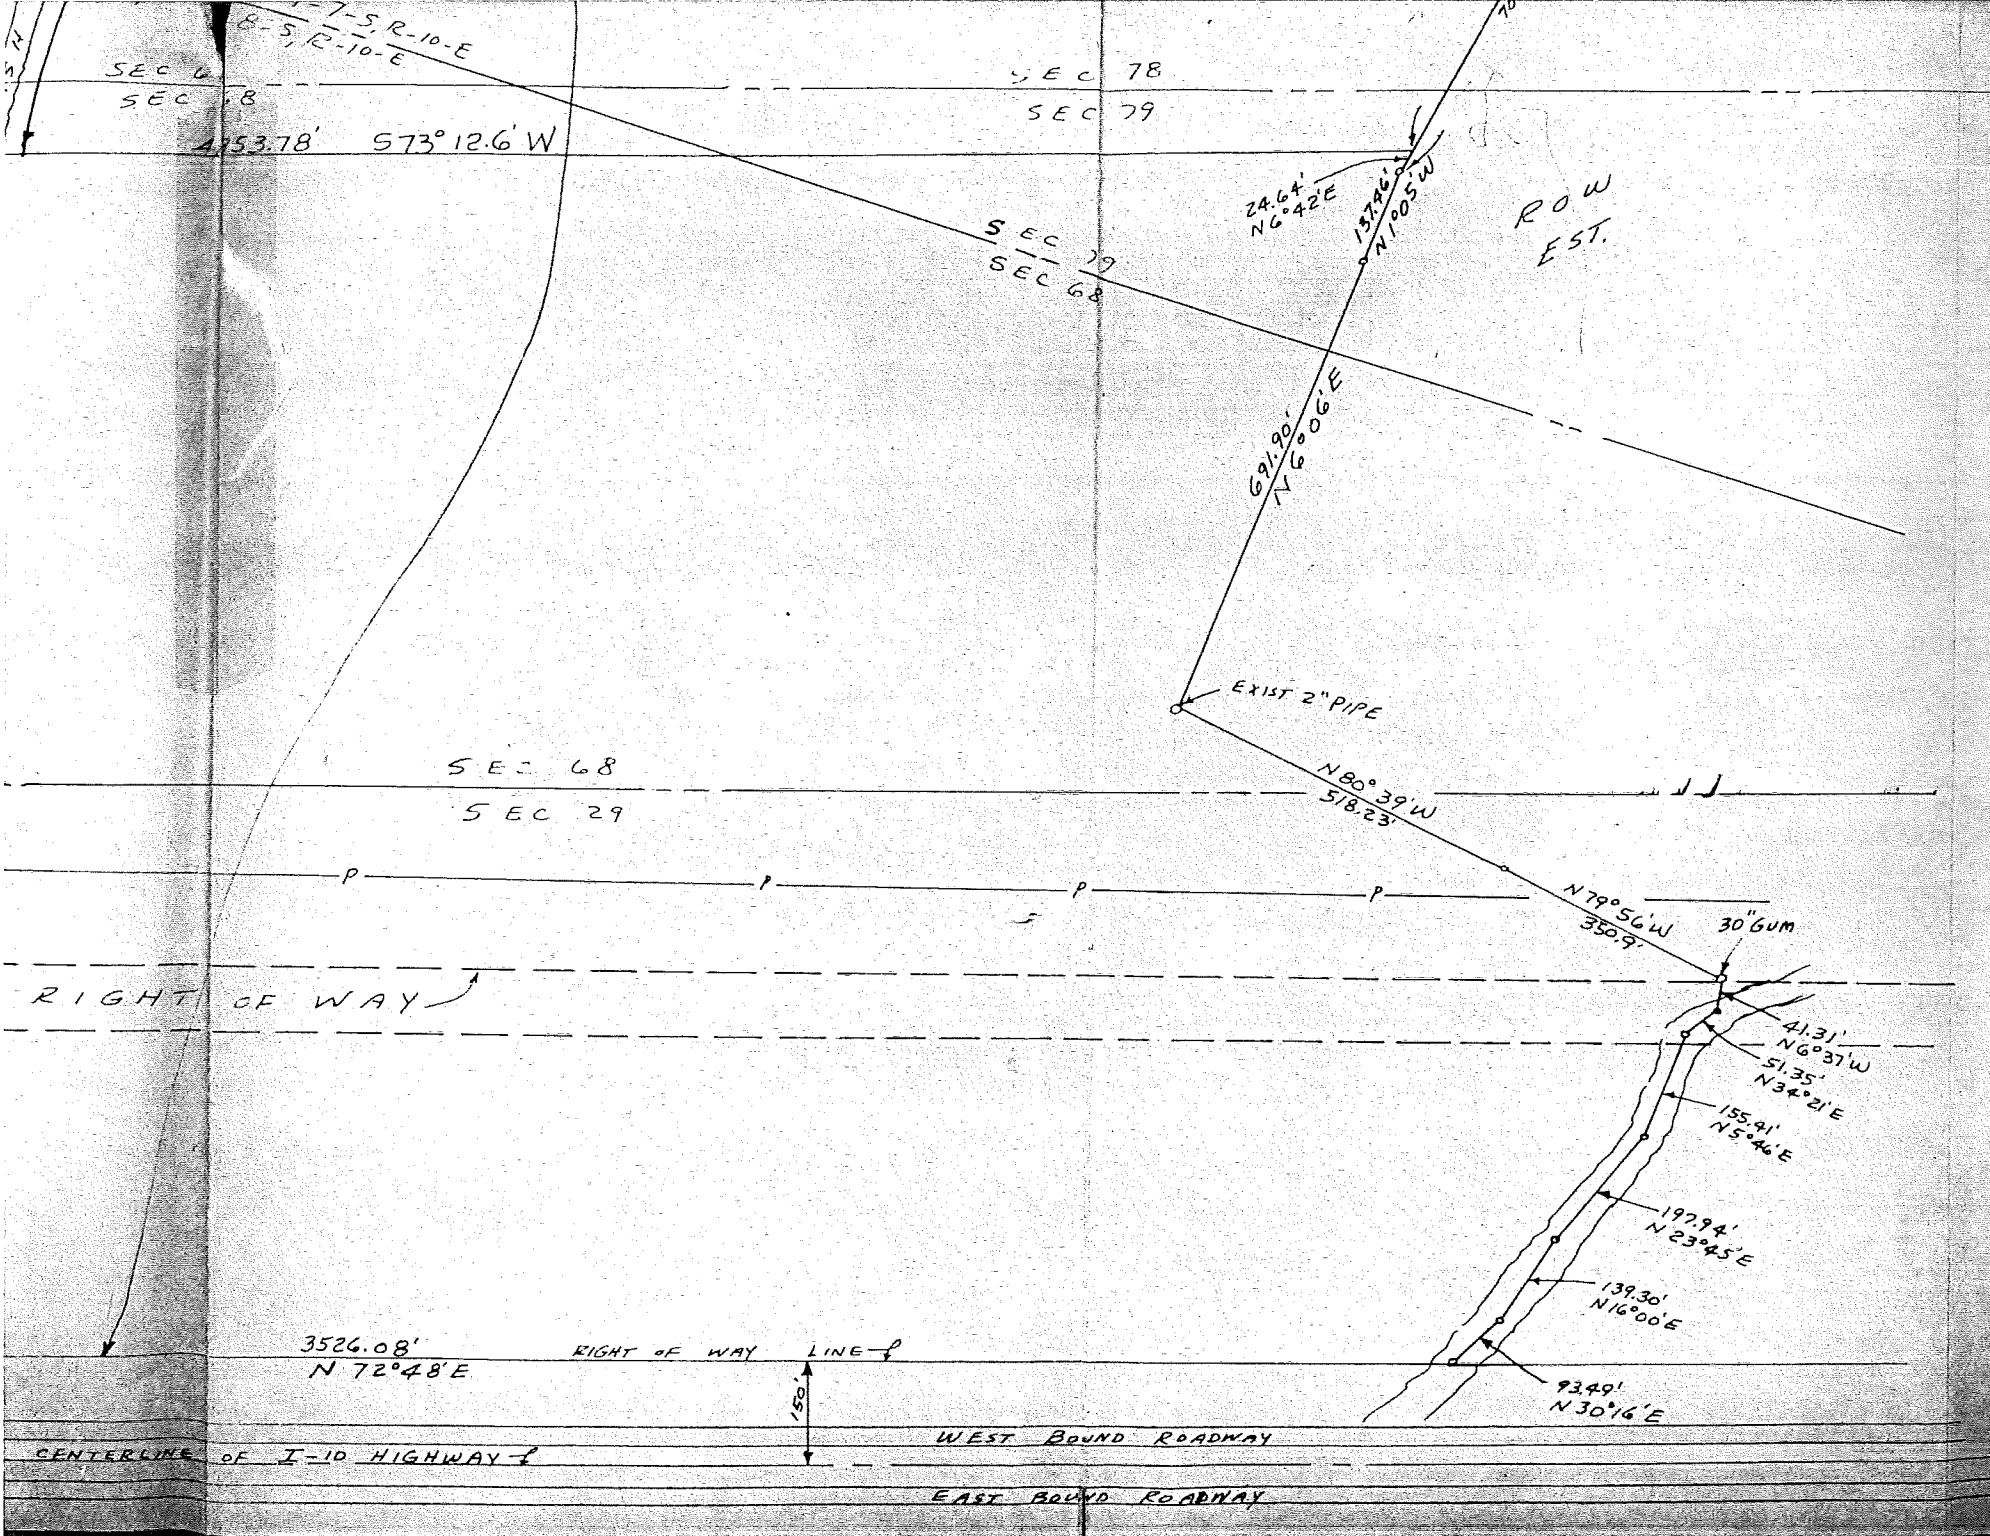 7-S, R-10-E
8-S, R-10-E
SEC
SEC 8
SEC 78
SEC 79
53.78' S73°12.6'W
24.64'
N6°42'E
137.46'
N1°05'W
ROW
EST.
SEC 79
SEC 68
691.90'
N6°06'E
EXIST 2" PIPE
N80°39'W
518.23'
SEC 68
SEC 29
P P P P
N79°56'W
350.9'
30" GUM
RIGHT OF WAY
41.31'
N6°37'W
51.35'
N34°21'E
155.41'
N5°46'E
197.94'
N23°45'E
139.30'
N16°00'E
3526.08'
N72°48'E
RIGHT OF WAY LINE
150'
93.49'
N30°16'E
WEST BOUND ROADWAY
CENTERLINE OF I-10 HIGHWAY
EAST BOUND ROADWAY